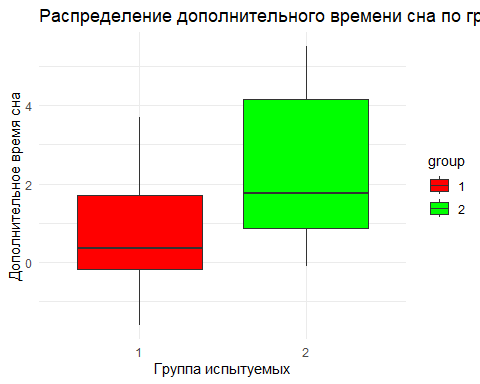 Распределение дополнительного времени сна по гр
Дополнительное время сна
4
2
0
1
2
Группа испытуемых
group
1
2